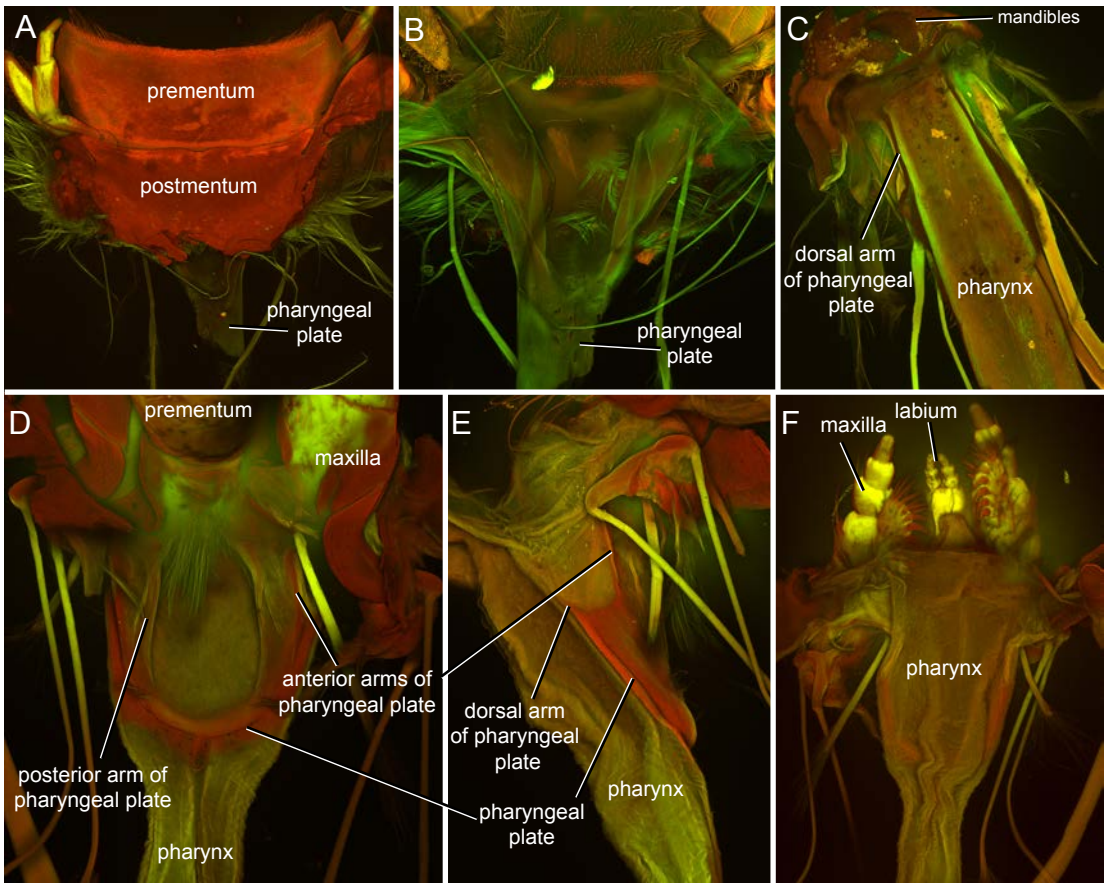 A
prementum
postmentum
pharyngeal
plate
B
pharyngeal
plate
C
mandibles
dorsal arm
of pharyngeal
plate
pharynx
D
prementum
maxilla
anterior arms of
pharyngeal plate
posterior arm of
pharyngeal plate
pharynx
E
dorsal arm
of pharyngeal
plate
pharyngeal
plate
pharynx
F
maxilla
labium
pharynx